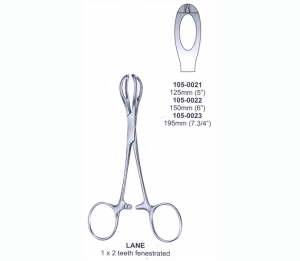 105-0021
125mm (5")
105-0022
150mm (6")
105-0023
195mm (7.3/4")
LANE
1 x 2 teeth fenestrated